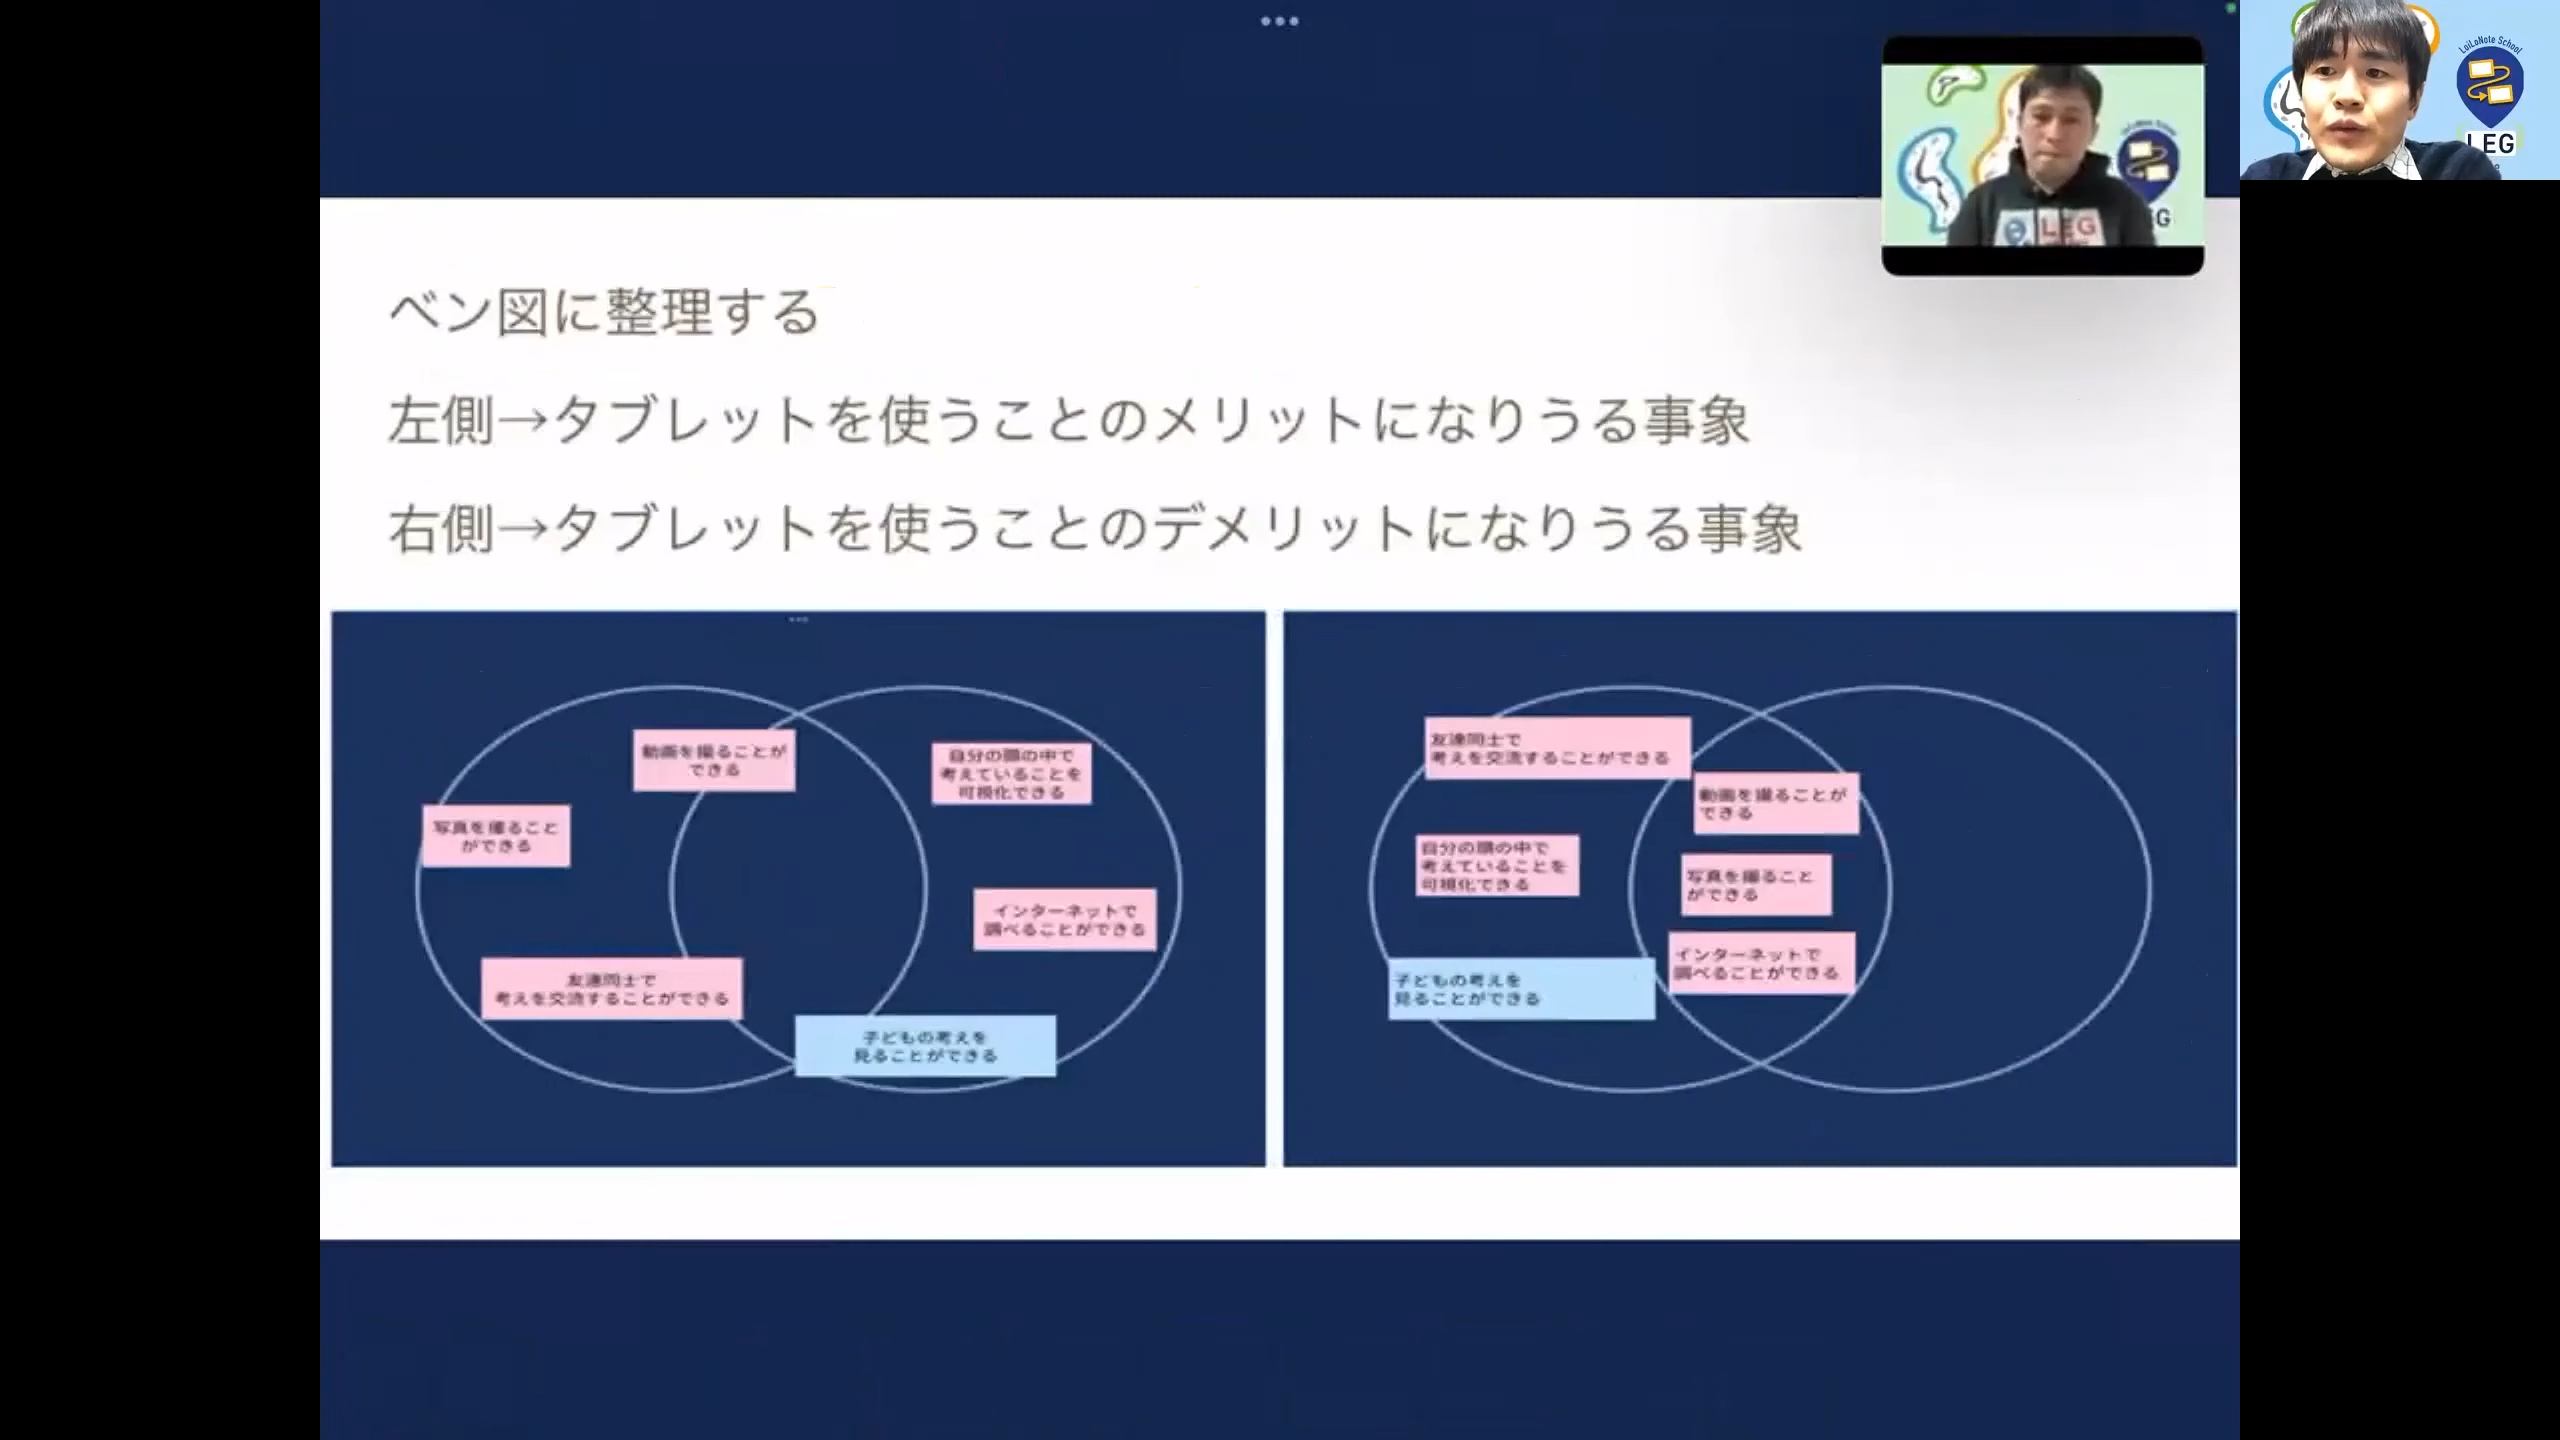 ベン図に整理する
左側→タブレットを使うことのメリットになりうる事象
右側→タブレットを使うことのデメリットになりうる事象
動画を撮ることが
できる
写真を撮ること
ができる
友達同士で
考えを交流することができる
自分の頭の中で
考えていることを
可視化できる
インターネットで
調べることができる
子どもの考えを
見ることができる
友達同士で
考えを交流することができる
動画を撮ることが
できる
自分の頭の中で
考えていることを
可視化できる
写真を撮ること
ができる
子どもの考えを
見ることができる
インターネットで
調べることができる
LEG
LoiLoNote School
LEG